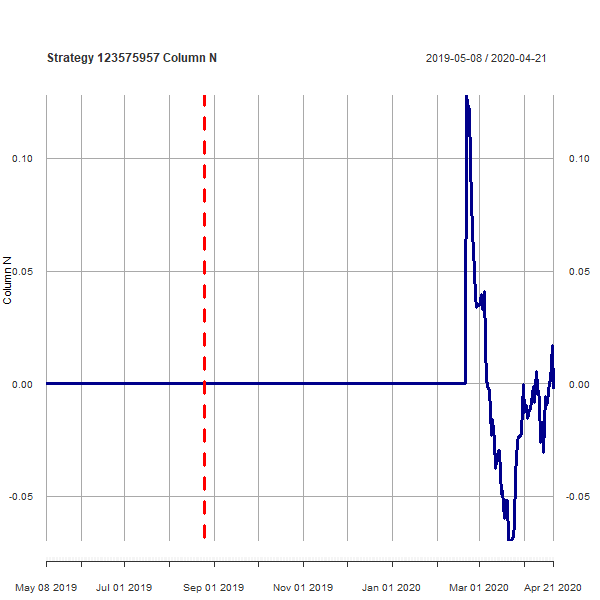 Strategy 123575957 Column N 2019-05-08 / 2020-04-21
0.10 0.10
0.05 0.05
Column N
0.00 0.00
-0.05 -0.05
May 08 2019 Jul 01 2019 Sep 01 2019 Nov 01 2019 Jan 01 2020 Mar 01 2020 Apr 21 2020